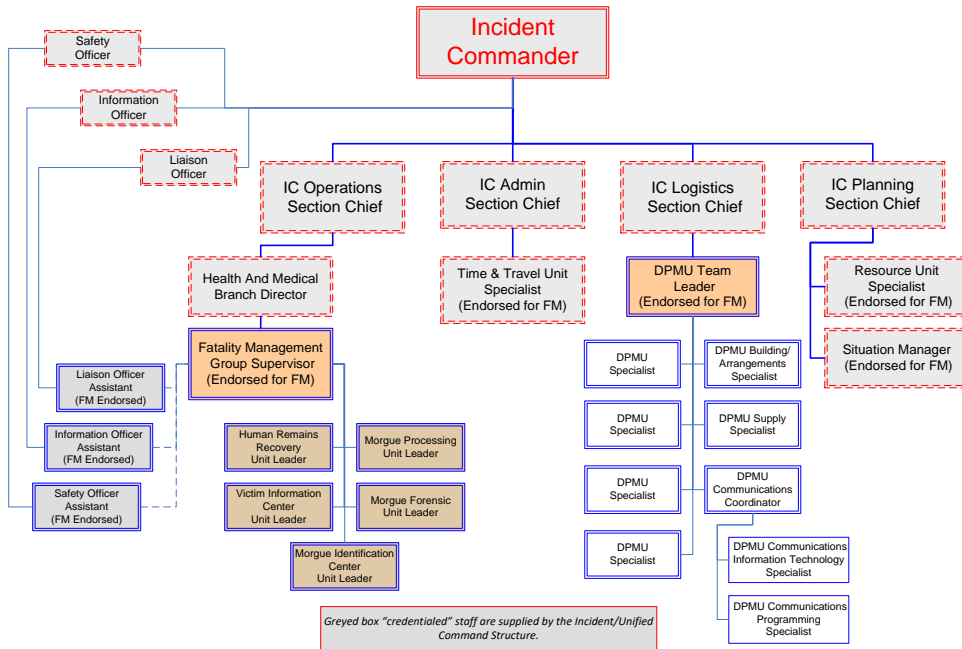 Incident
Commander
Safety
Officer
Information
Officer
Liaison
Officer
IC Operations
Section Chief
IC Admin
Section Chief
IC Logistics
Section Chief
IC Planning
Section Chief
Health And Medical
Branch Director
Time & Travel Unit
Specialist
(Endorsed for FM)
DPMU Team
Leader
(Endorsed for FM)
Resource Unit
Specialist
(Endorsed for FM)
Situation Manager
(Endorsed for FM)
Fatality Management
Group Supervisor
(Endorsed for FM)
Liaison Officer
Assistant
(FM Endorsed)
Information Officer
Assistant
(FM Endorsed)
Safety Officer
Assistant
(FM Endorsed)
Human Remains
Recovery
Unit Leader
Morgue Processing
Unit Leader
Victim Information
Center
Unit Leader
Morgue Forensic
Unit Leader
Morgue Identification
Center
Unit Leader
DPMU
Specialist
DPMU Building/
Arrangements
Specialist
DPMU
Specialist
DPMU Supply
Specialist
DPMU
Specialist
DPMU
Communications
Coordinator
DPMU
Specialist
DPMU Communications
Information Technology
Specialist
DPMU Communications
Programming
Specialist
Greyed box “credentialed” staff are supplied by the Incident/Unified
Command Structure.